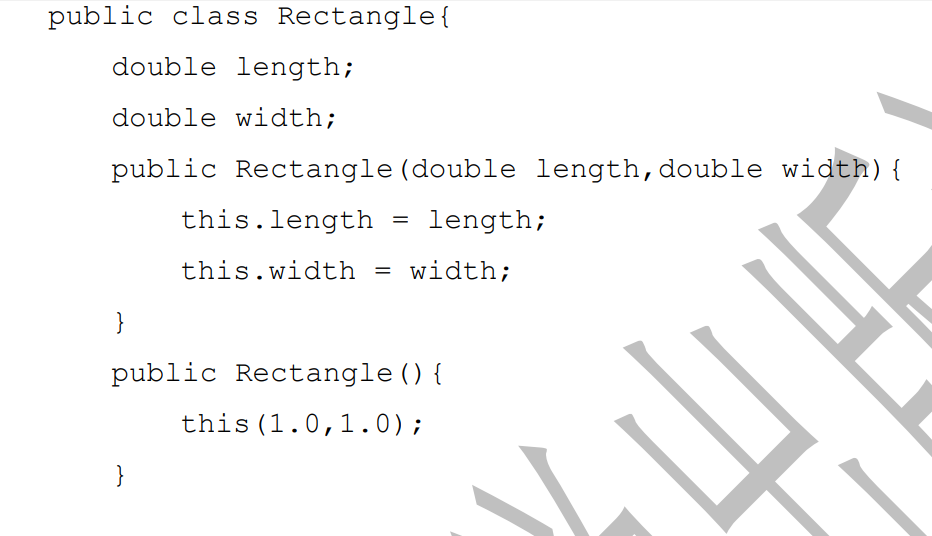 public class Rectangle{
double length;
double width;
public Rectangle(double length,double width){
this.length = length;
this.width = width;
}
public Rectangle(){
this(1.0,1.0);
}